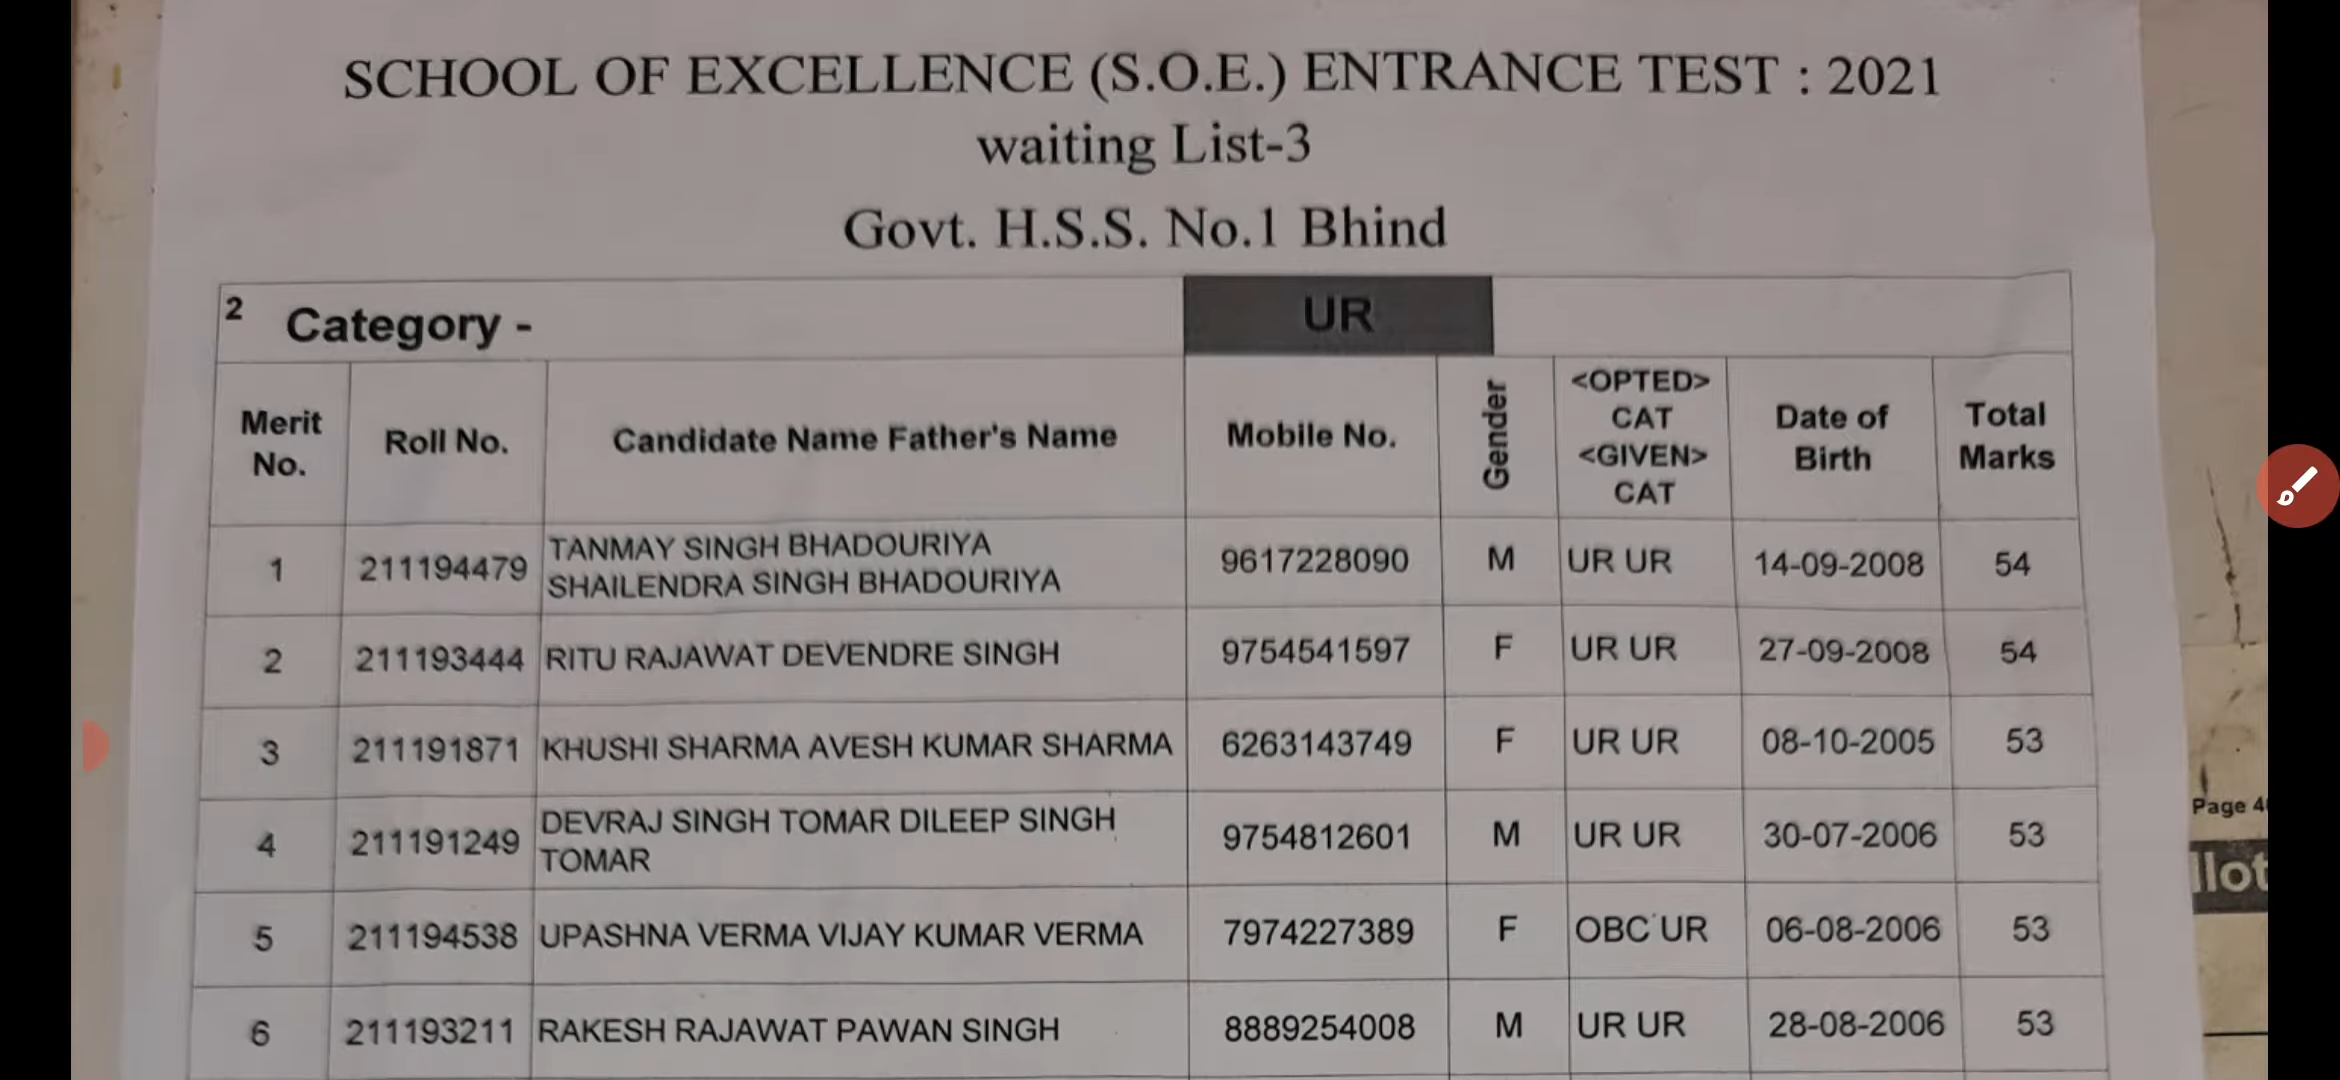 SCHOOL OF EXCELLENCE (S.O.E.) ENTRANCE TEST : 2021
waiting List-3
Govt. H.S.S. No.1 Bhind
2 Category - UR
Merit No. Roll No. Candidate Name Father's Name Mobile No. Gender <OPTED> CAT <GIVEN> CAT Date of Birth Total Marks
1 211194479 TANMAY SINGH BHADOURIYA SHAILENDRA SINGH BHADOURIYA 9617228090 M UR UR 14-09-2008 54
2 211193444 RITU RAJAWAT DEVENDRE SINGH 9754541597 F UR UR 27-09-2008 54
3 211191871 KHUSHI SHARMA AVESH KUMAR SHARMA 6263143749 F UR UR 08-10-2005 53
4 211191249 DEVRAJ SINGH TOMAR DILEEP SINGH TOMAR 9754812601 M UR UR 30-07-2006 53
5 211194538 UPASHNA VERMA VIJAY KUMAR VERMA 7974227389 F OBC UR 06-08-2006 53
6 211193211 RAKESH RAJAWAT PAWAN SINGH 8889254008 M UR UR 28-08-2006 53
Page